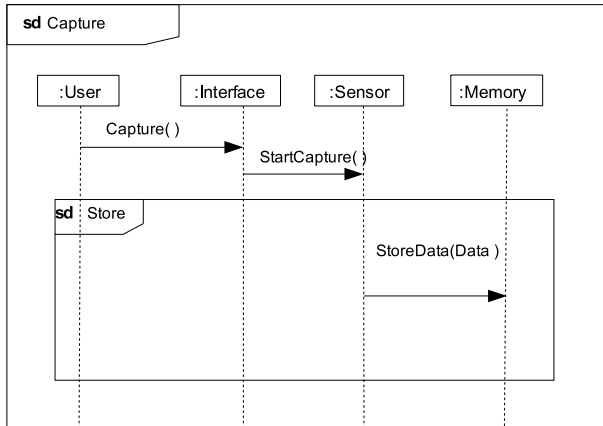 sd Capture
:User :Interface :Sensor :Memory
Capture( )
StartCapture( )
sd Store
StoreData(Data )